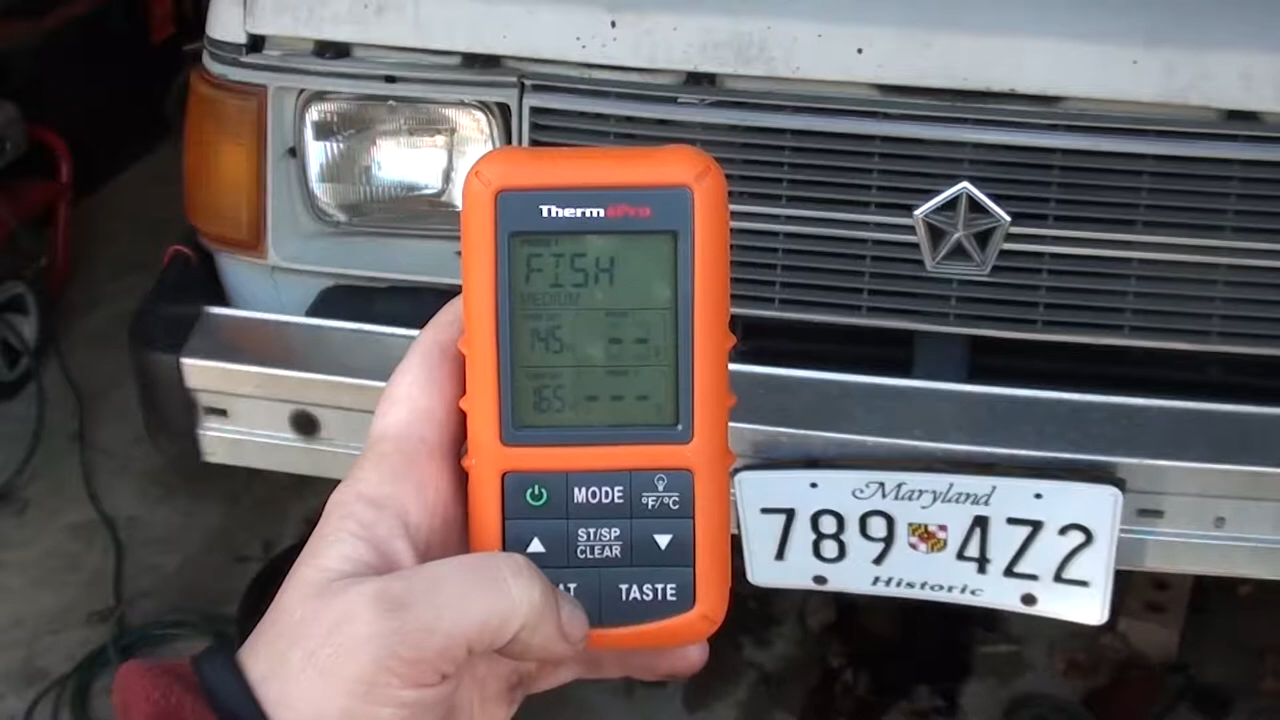 ThermoPro
FISH
MEDIUM
145 --
165 ---
MODE
°F/°C
ST/SP
CLEAR
TASTE
Maryland
789 4Z2
Historic